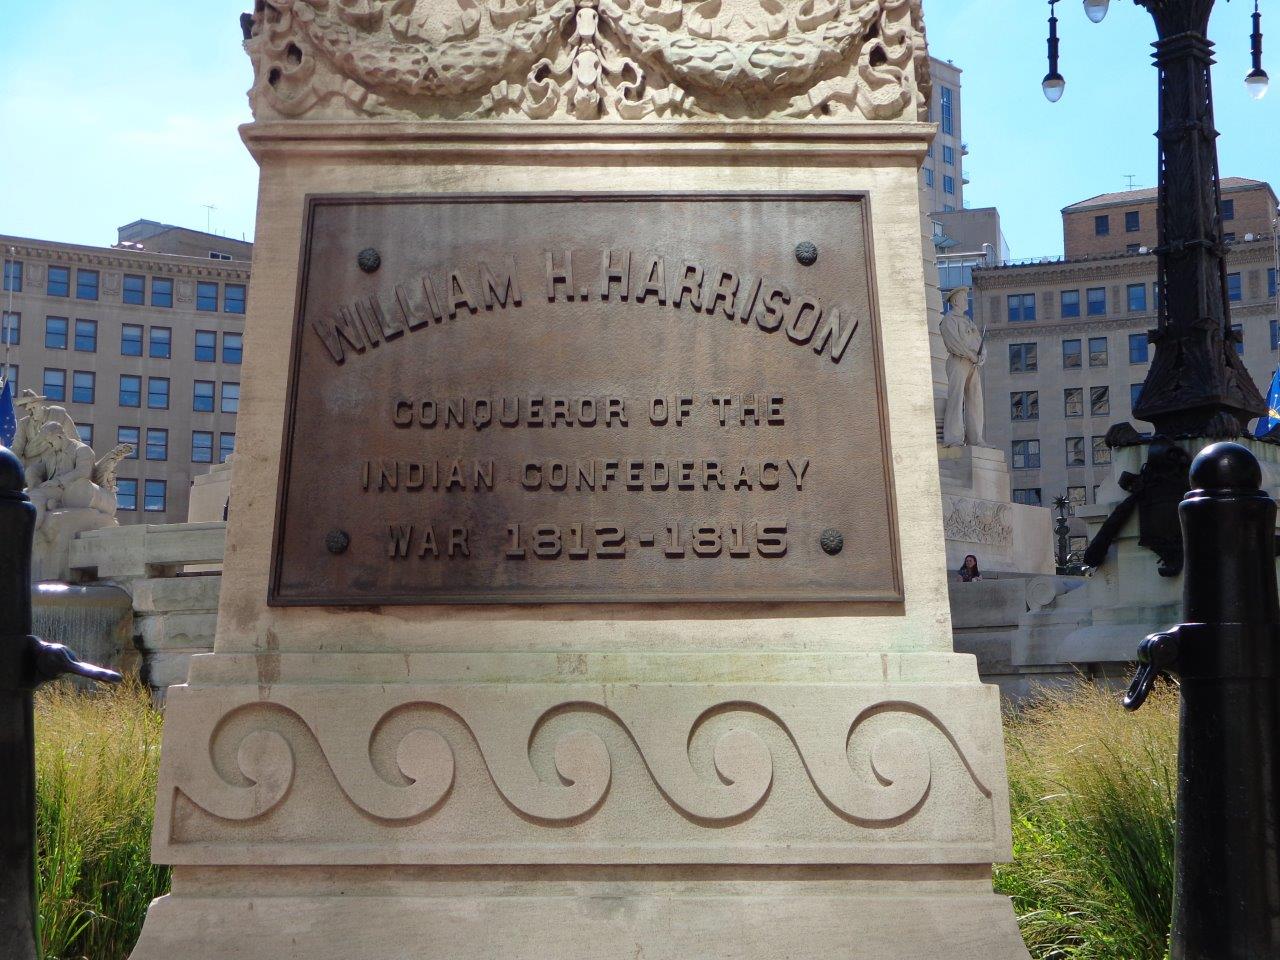 WILLIAM H. HARRISON
CONQUEROR OF THE
INDIAN CONFEDERACY
WAR 1812-1815